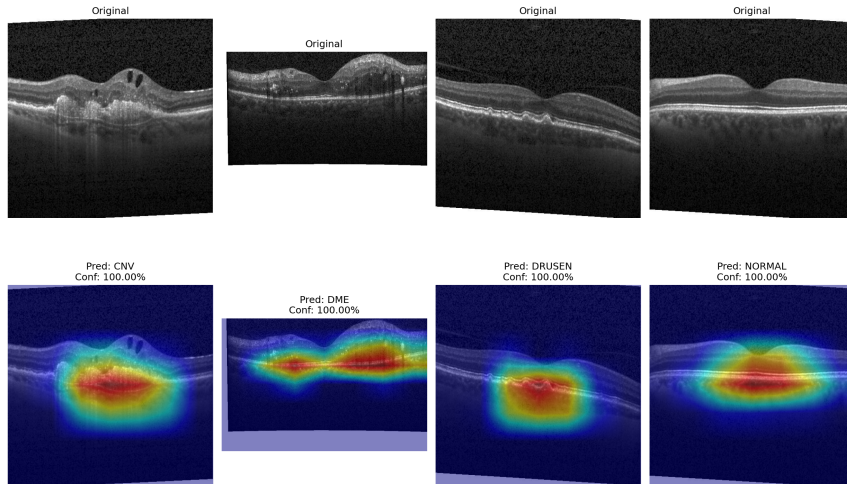 Original
Original
Original
Original
Pred: CNV
Conf: 100.00%
Pred: DME
Conf: 100.00%
Pred: DRUSEN
Conf: 100.00%
Pred: NORMAL
Conf: 100.00%